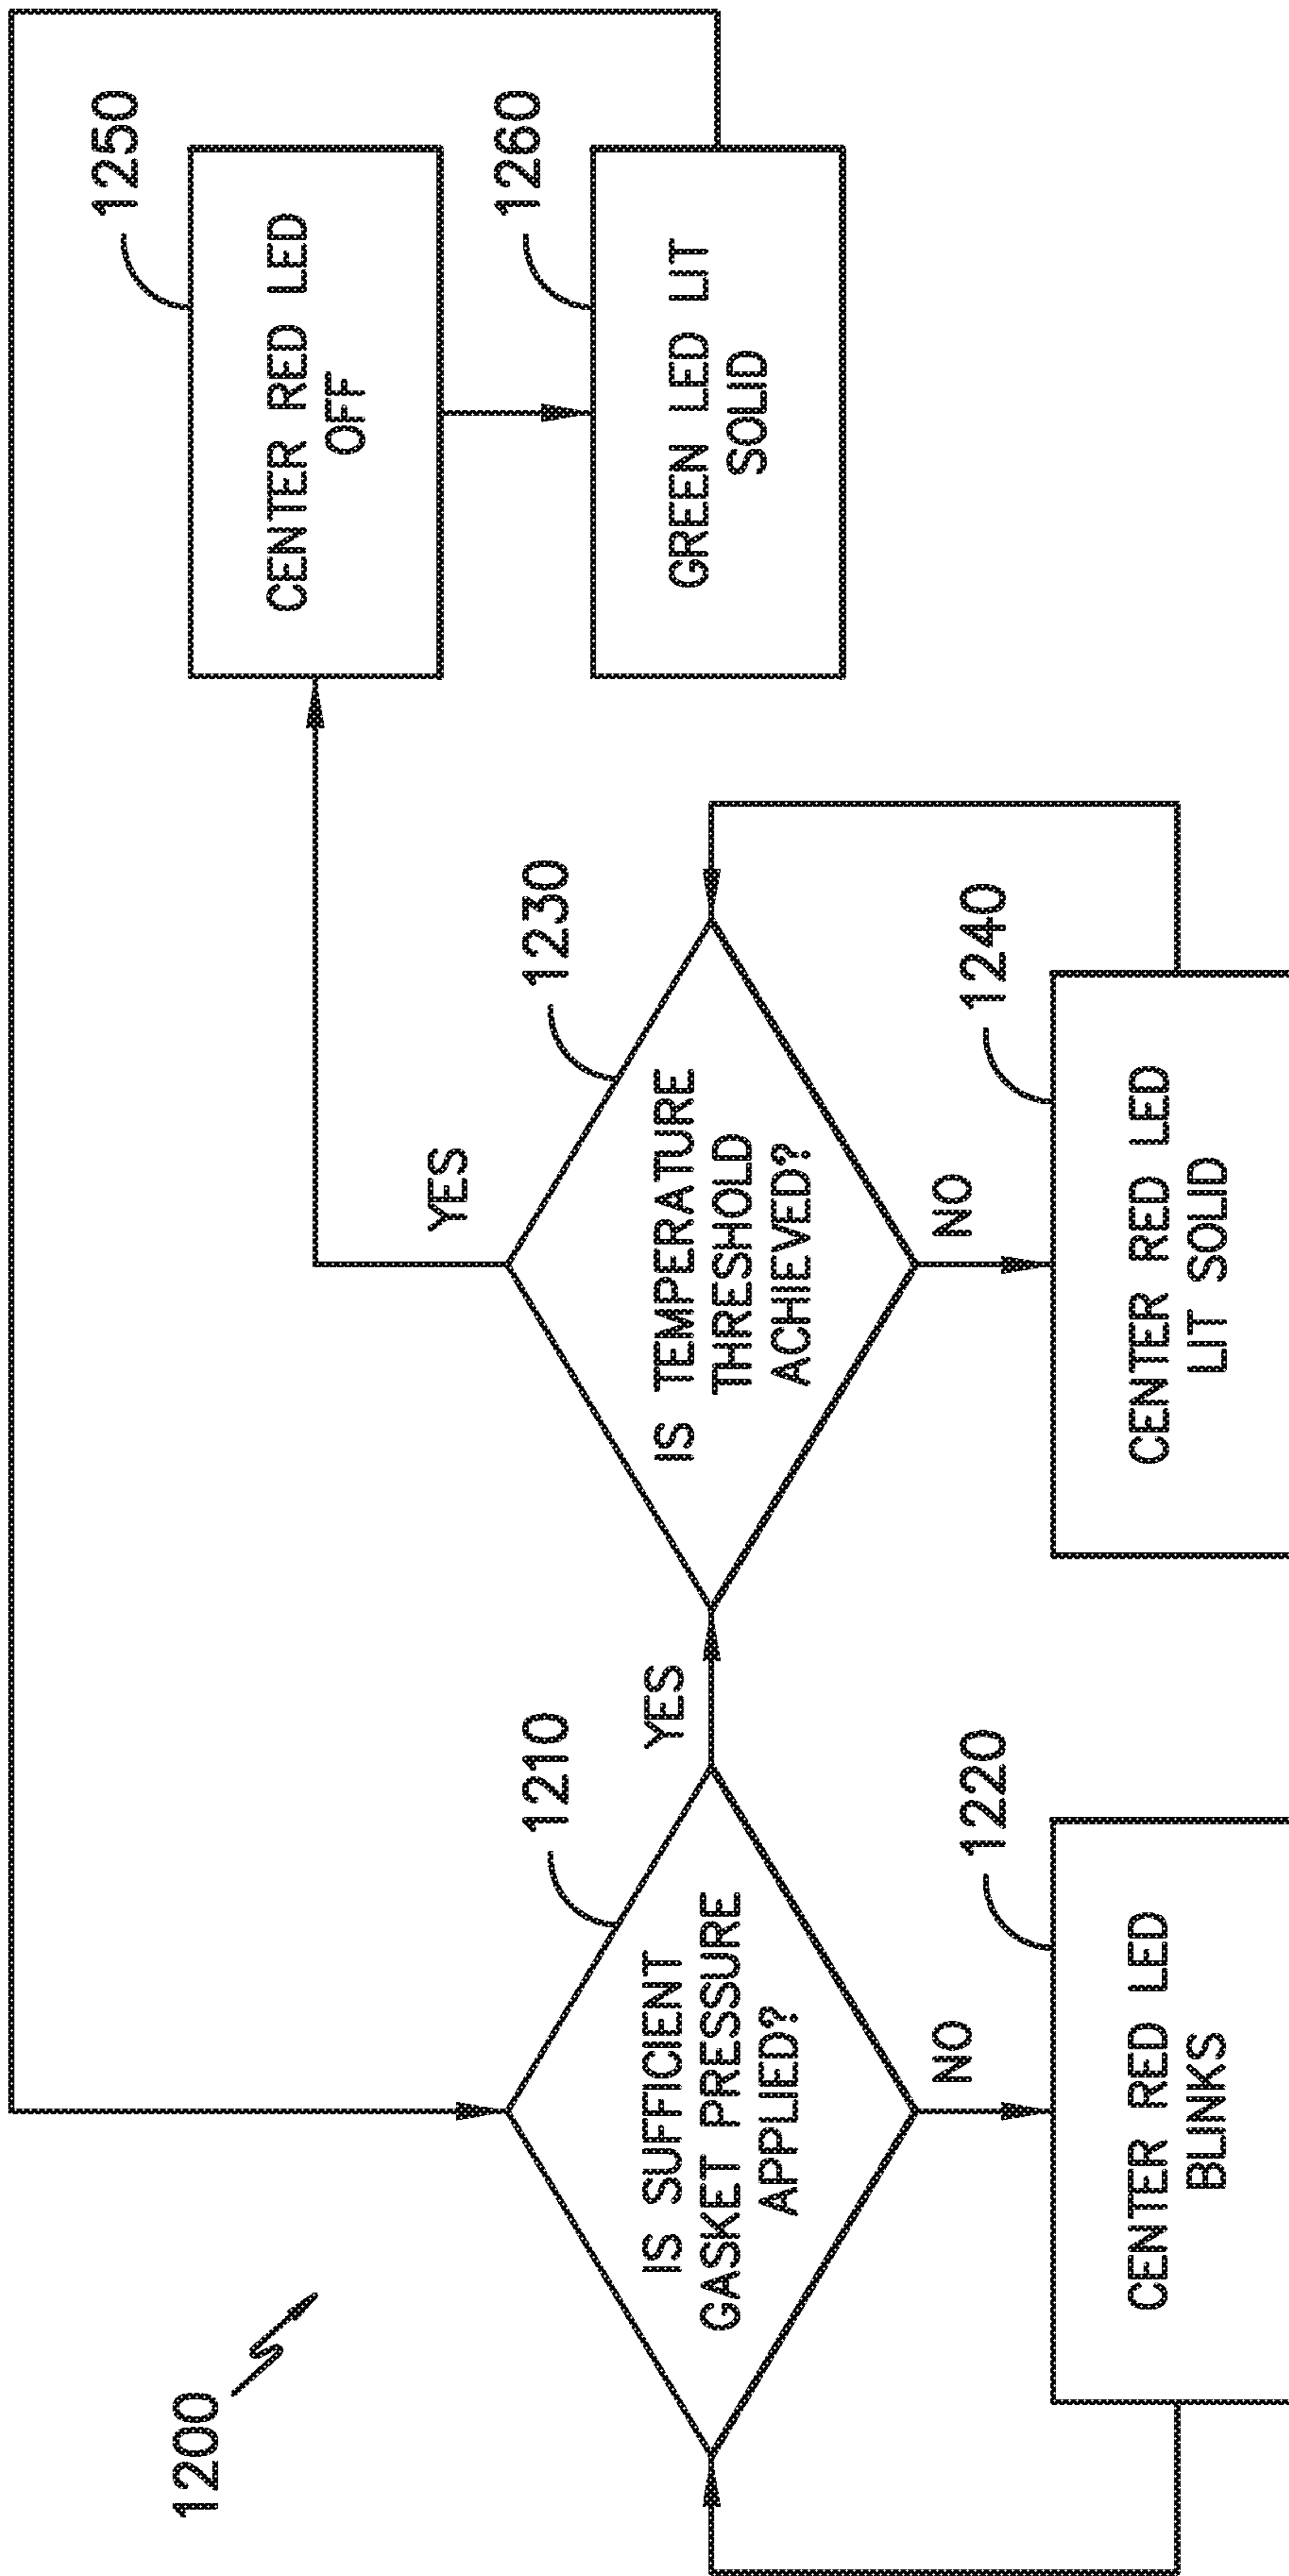 1200
1210
IS SUFFICIENT
GASKET PRESSURE
APPLIED?
YES
NO
1220
CENTER RED LED
BLINKS
1230
IS TEMPERATURE
THRESHOLD
ACHIEVED?
YES
NO
1240
CENTER RED LED
LIT SOLID
1250
CENTER RED LED
OFF
1260
GREEN LED LIT
SOLID